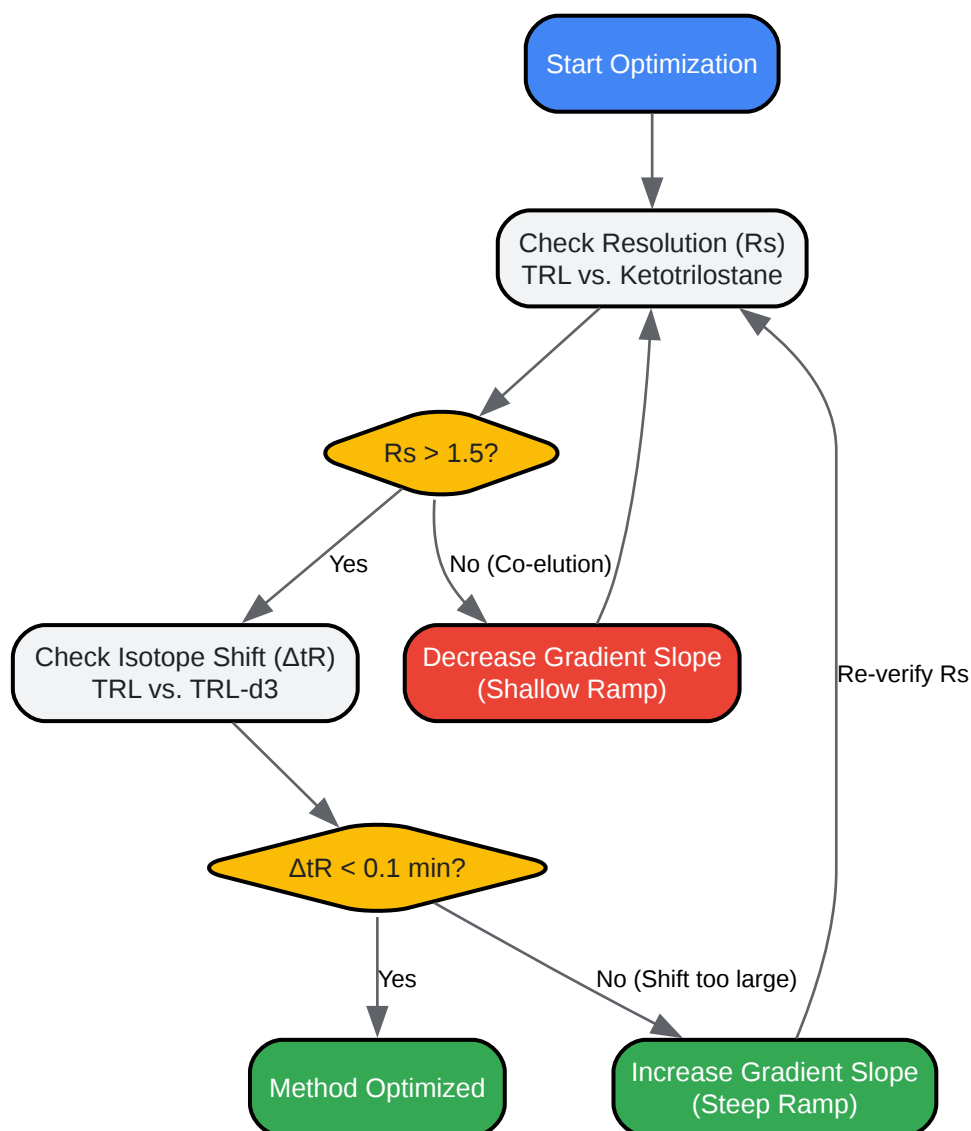 Start Optimization
Check Resolution (Rs)
TRL vs. Ketotrilostane
Rs > 1.5?
Yes
No (Co-elution)
Check Isotope Shift (ΔtR)
TRL vs. TRL-d3
Decrease Gradient Slope
(Shallow Ramp)
Re-verify Rs
ΔtR < 0.1 min?
Yes
No (Shift too large)
Method Optimized
Increase Gradient Slope
(Steep Ramp)